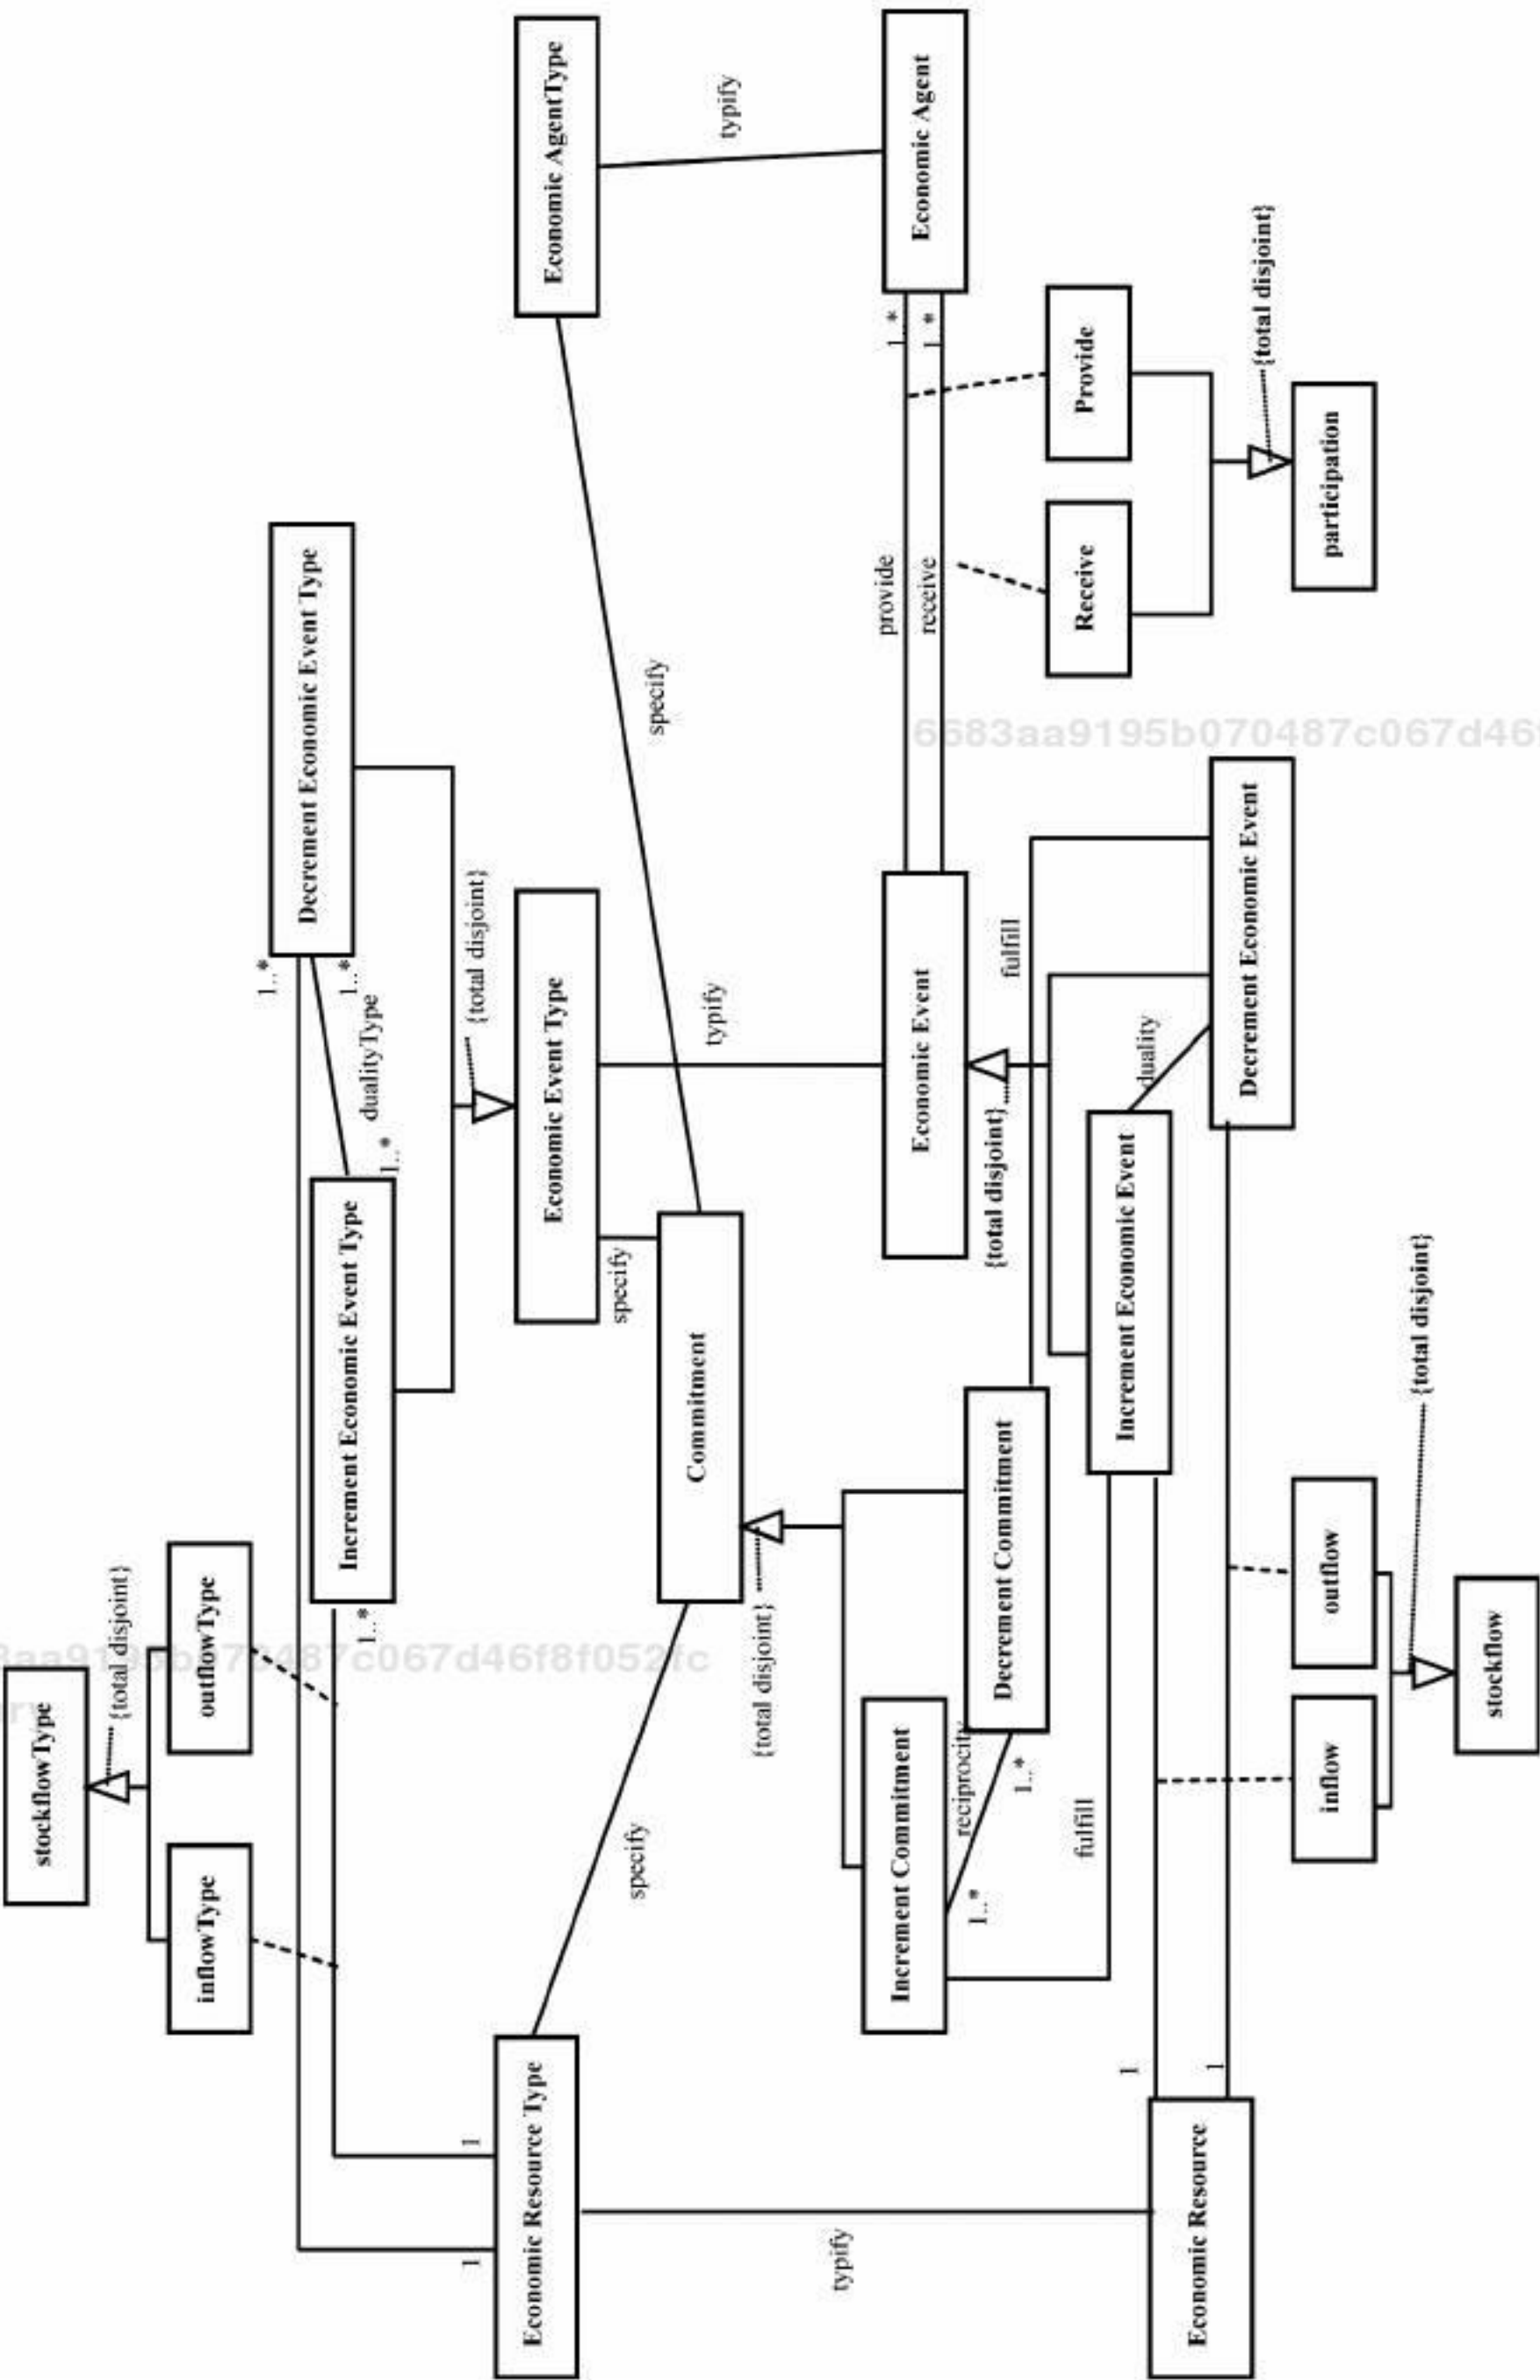 stockflowType
{total disjoint}
inflowType
outflowType
1..*
Decrement Economic Event Type
1..*
Increment Economic Event Type
1..*
1..*
dualityType
{total disjoint}
1
1
Economic Resource Type
Economic Event Type
Economic AgentType
specify
specify
specify
Commitment
typify
typify
typify
{total disjoint}
Increment Commitment
reciprocity
1..*
1..*
Decrement Commitment
{total disjoint}
Economic Event
provide
receive
1..*
1..*
Economic Agent
fulfill
fulfill
Increment Economic Event
duality
Decrement Economic Event
Receive
Provide
{total disjoint}
participation
1
1
Economic Resource
inflow
outflow
{total disjoint}
stockflow
6683aa9195b070487c067d46
aa9195b070487c067d46f8f052fc